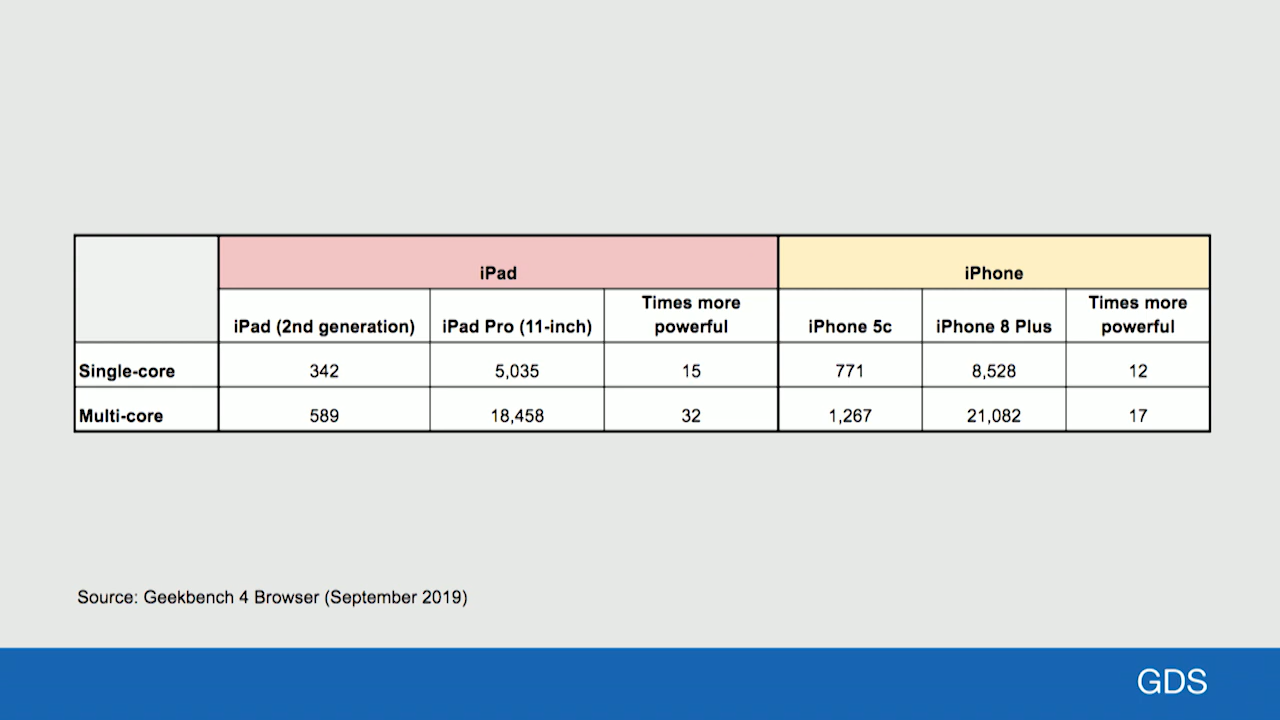 iPad iPhone
iPad (2nd generation) iPad Pro (11-inch) Times more powerful iPhone 5c iPhone 8 Plus Times more powerful
Single-core 342 5,035 15 771 8,528 12
Multi-core 589 18,458 32 1,267 21,082 17
Source: Geekbench 4 Browser (September 2019)
GDS